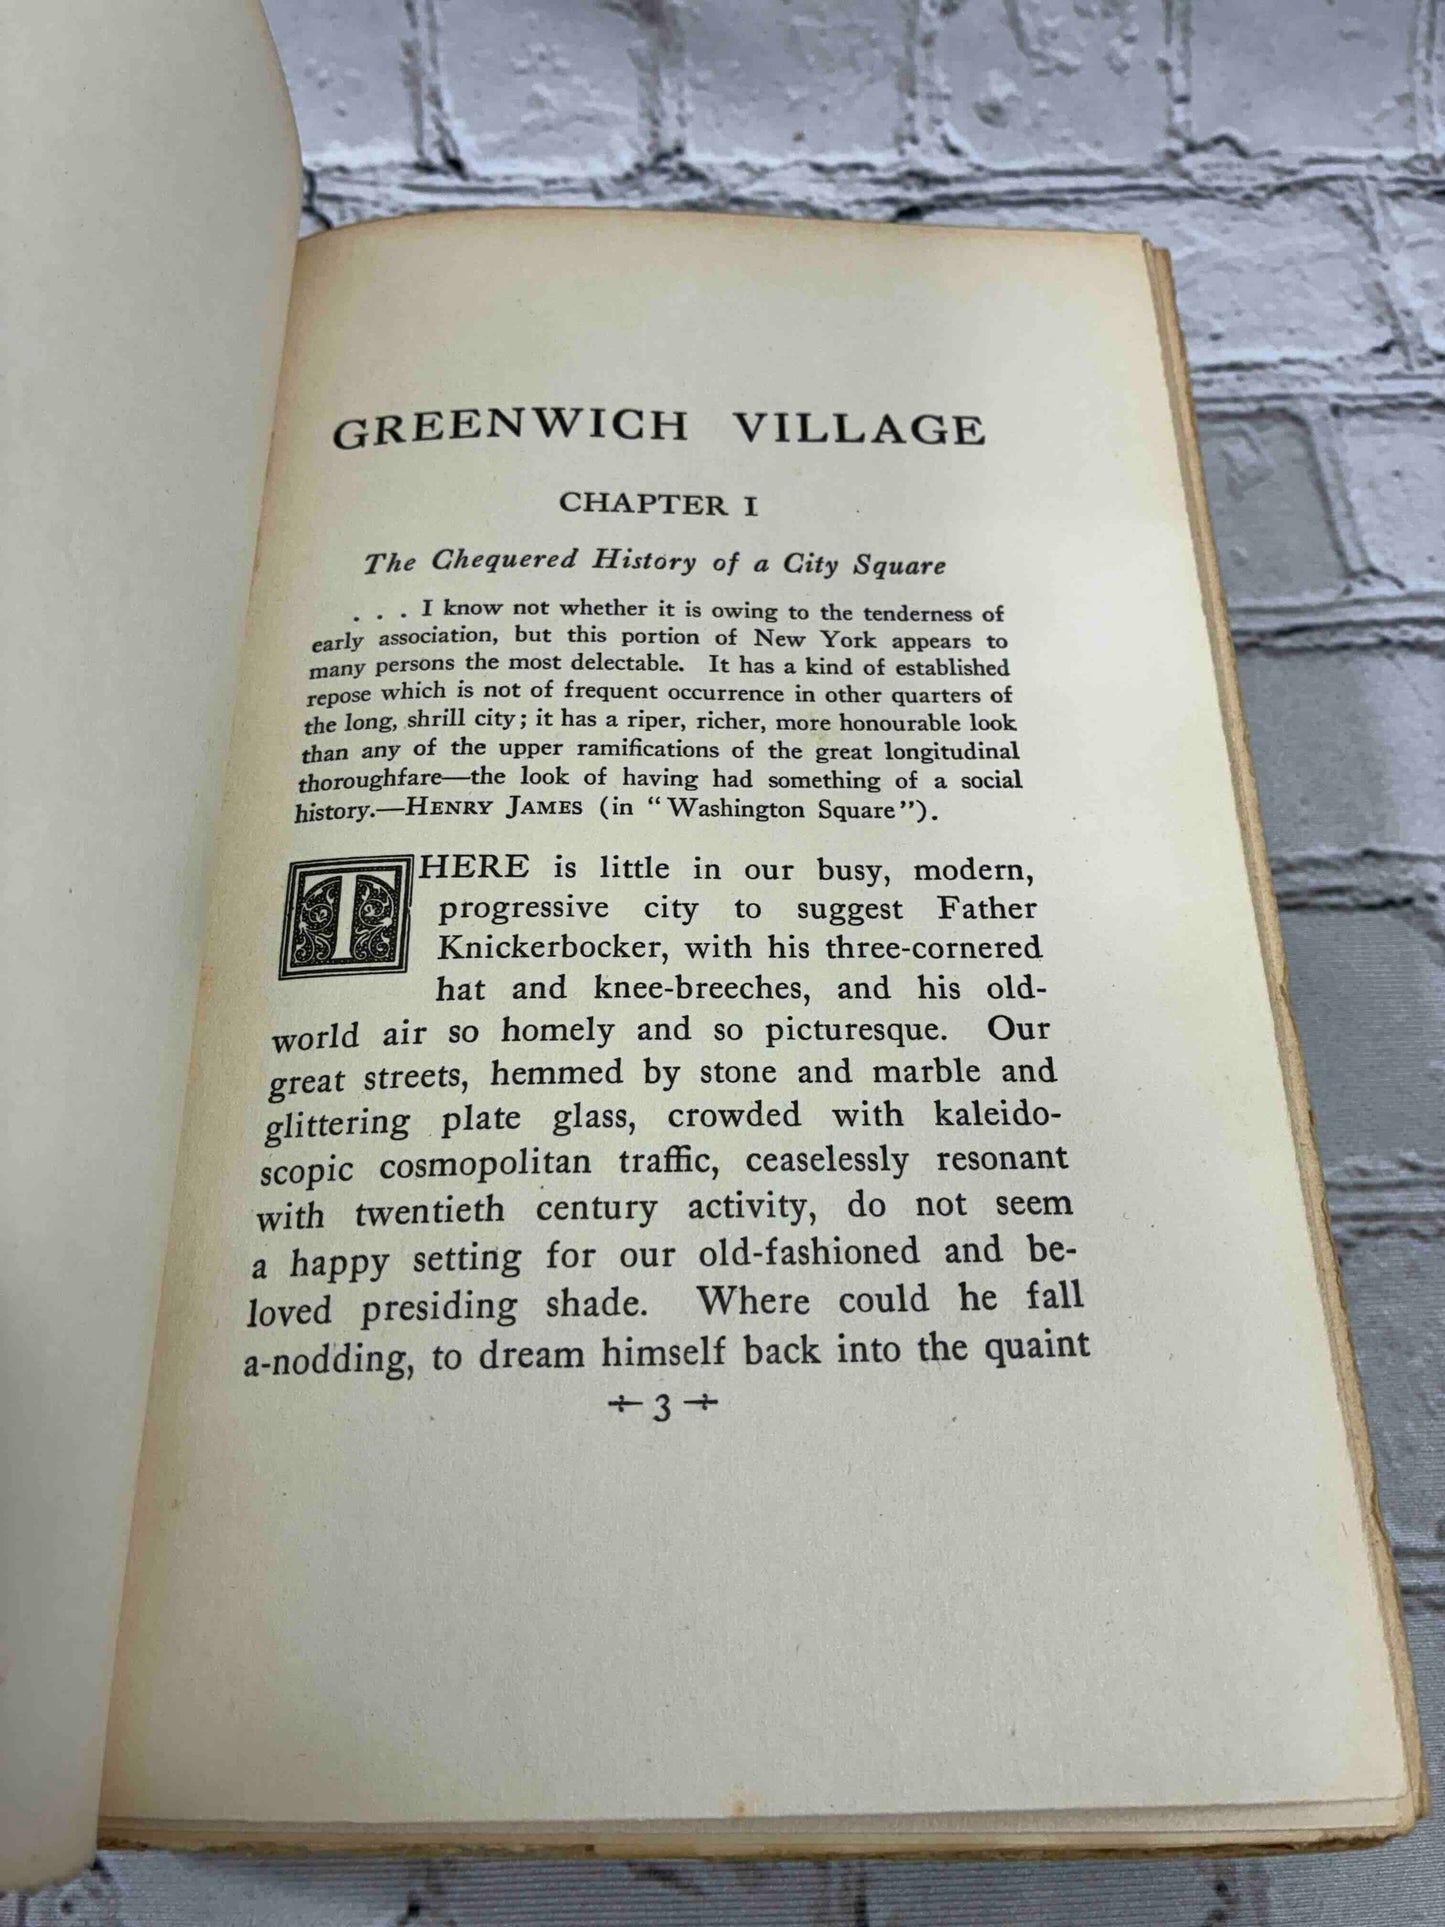 GREENWICH VILLAGE
CHAPTER I
The Chequered History of a City Square
. . . I know not whether it is owing to the tenderness of
early association, but this portion of New York appears to
many persons the most delectable. It has a kind of established
repose which is not of frequent occurrence in other quarters of
the long, shrill city; it has a riper, richer, more honourable look
than any of the upper ramifications of the great longitudinal
thoroughfare—the look of having had something of a social
history.—HENRY JAMES (in "Washington Square").
THERE is little in our busy, modern,
progressive city to suggest Father
Knickerbocker, with his three-cornered
hat and knee-breeches, and his old-
world air so homely and so picturesque. Our
great streets, hemmed by stone and marble and
glittering plate glass, crowded with kaleido-
scopic cosmopolitan traffic, ceaselessly resonant
with twentieth century activity, do not seem
a happy setting for our old-fashioned and be-
loved presiding shade. Where could he fall
a-nodding, to dream himself back into the quaint
3